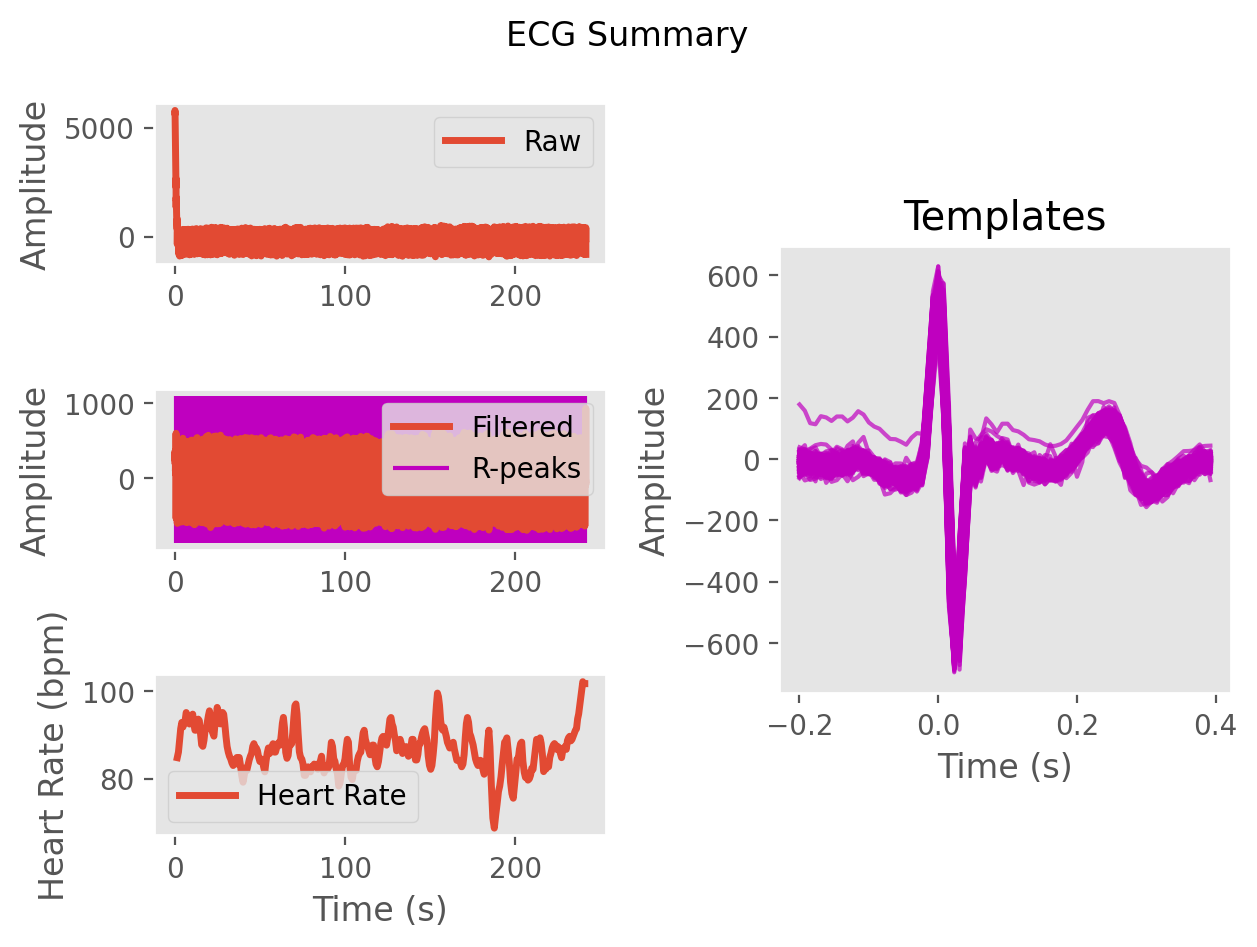 ECG Summary
Amplitude
5000
0
Raw
0
100
200
Amplitude
1000
0
Filtered
R-peaks
0
100
200
Heart Rate (bpm)
100
80
Heart Rate
0
100
200
Time (s)
Templates
Amplitude
600
400
200
0
−200
−400
−600
−0.2
0.0
0.2
0.4
Time (s)